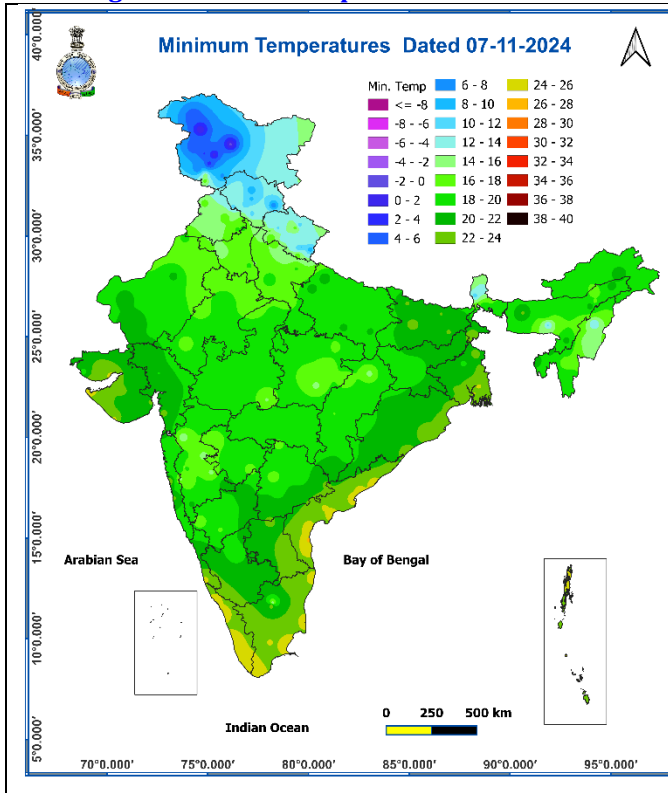 Minimum Temperatures Dated 07-11-2024
Min. Temp
<= -8
-8 - -6
-6 - -4
-4 - -2
-2 - 0
0 - 2
2 - 4
4 - 6
6 - 8
8 - 10
10 - 12
12 - 14
14 - 16
16 - 18
18 - 20
20 - 22
22 - 24
24 - 26
26 - 28
28 - 30
30 - 32
32 - 34
34 - 36
36 - 38
38 - 40
40°0.000'
35°0.000'
30°0.000'
25°0.000'
20°0.000'
15°0.000'
10°0.000'
5°0.000'
Arabian Sea
Bay of Bengal
Indian Ocean
0 250 500 km
70°0.000' 75°0.000' 80°0.000' 85°0.000' 90°0.000' 95°0.000'